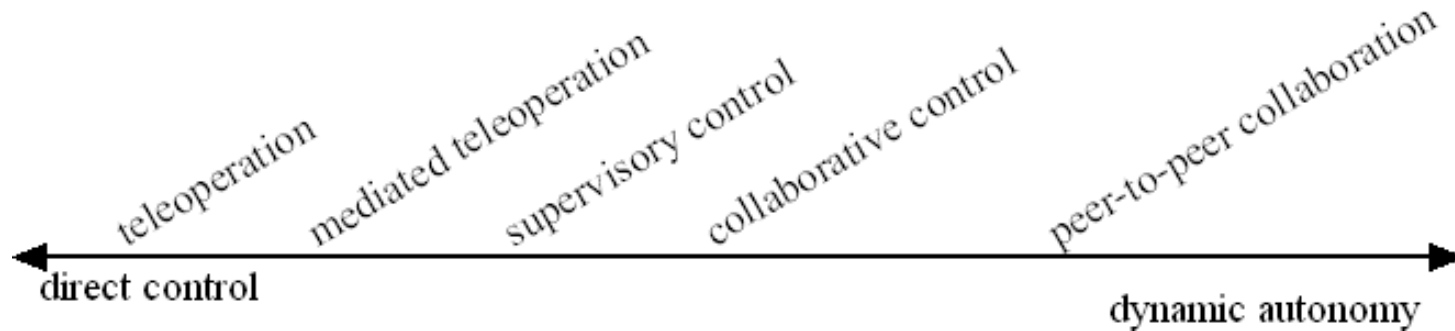 teleoperation
mediated teleoperation
supervisory control
collaborative control
peer-to-peer collaboration
direct control
dynamic autonomy